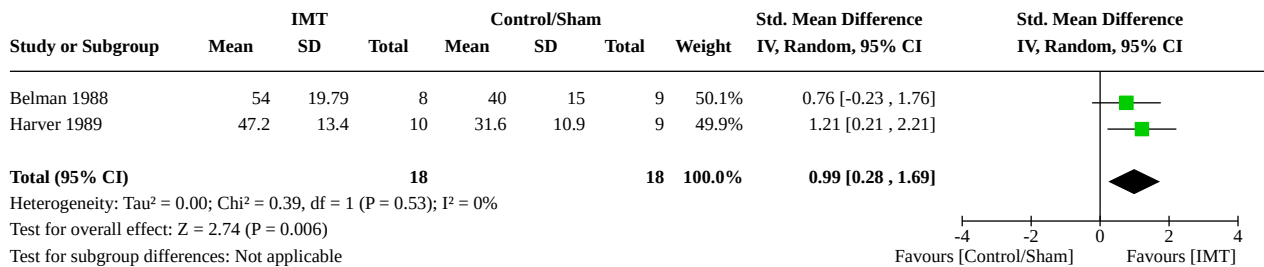 IMT Control/Sham Std. Mean Difference Std. Mean Difference
Study or Subgroup Mean SD Total Mean SD Total Weight IV, Random, 95% CI IV, Random, 95% CI
Belman 1988 54 19.79 8 40 15 9 50.1% 0.76 [-0.23 , 1.76]
Harver 1989 47.2 13.4 10 31.6 10.9 9 49.9% 1.21 [0.21 , 2.21]
Total (95% CI) 18 18 100.0% 0.99 [0.28 , 1.69]
Heterogeneity: Tau² = 0.00; Chi² = 0.39, df = 1 (P = 0.53); I² = 0%
Test for overall effect: Z = 2.74 (P = 0.006) -4 -2 0 2 4
Test for subgroup differences: Not applicable Favours [Control/Sham] Favours [IMT]